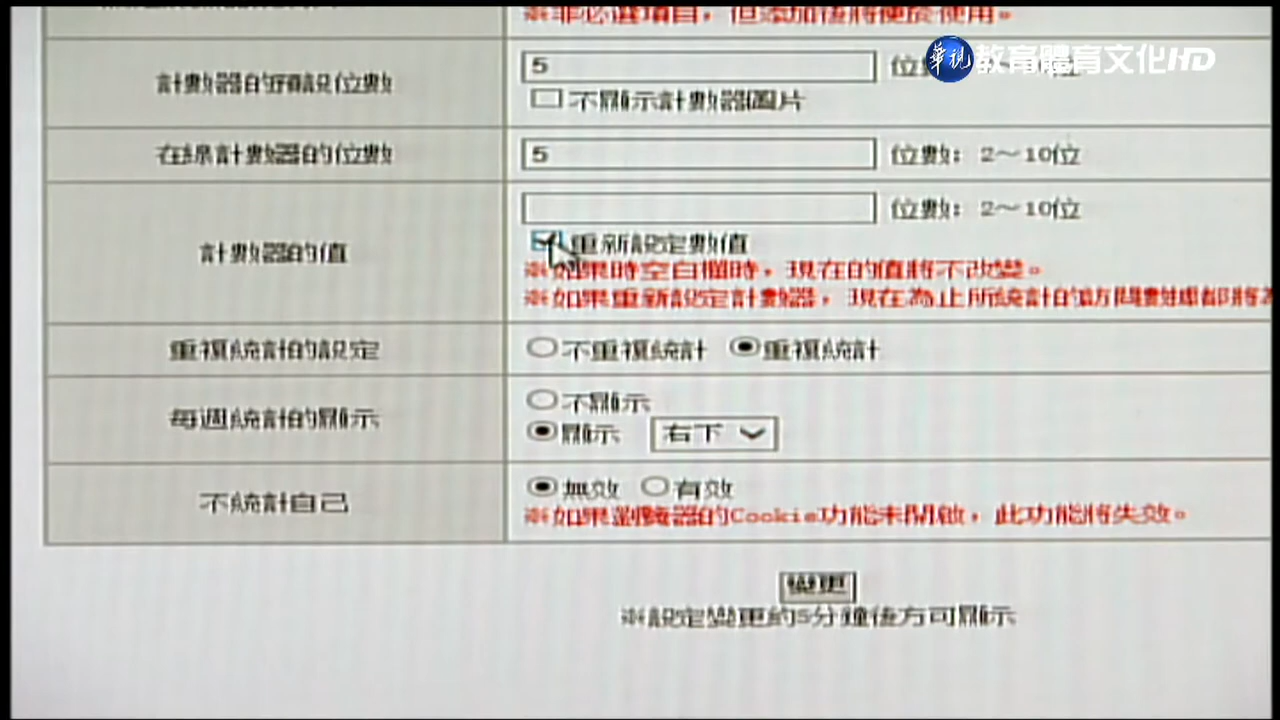 ※非必選項目，但添加後將便於使用。
華視 教育體育文化HD
計數器的預設位數
5
不顯示計數器圖片
在線計數器的位數
5 位數：2～10位
位數：2～10位
計數器的值
重新設定數值
※如果時空白欄時，現在的值將不改變。
※如果重新設定計數器，現在為止所統計的訪問數據都將
重複統計的設定
不重複統計 重複統計
每週統計的顯示
不顯示
顯示 右下
不統計自己
無效 有效
※如果瀏覽器的Cookie功能未開啟，此功能將失效。
變更
※設定變更約5分鐘後方可顯示